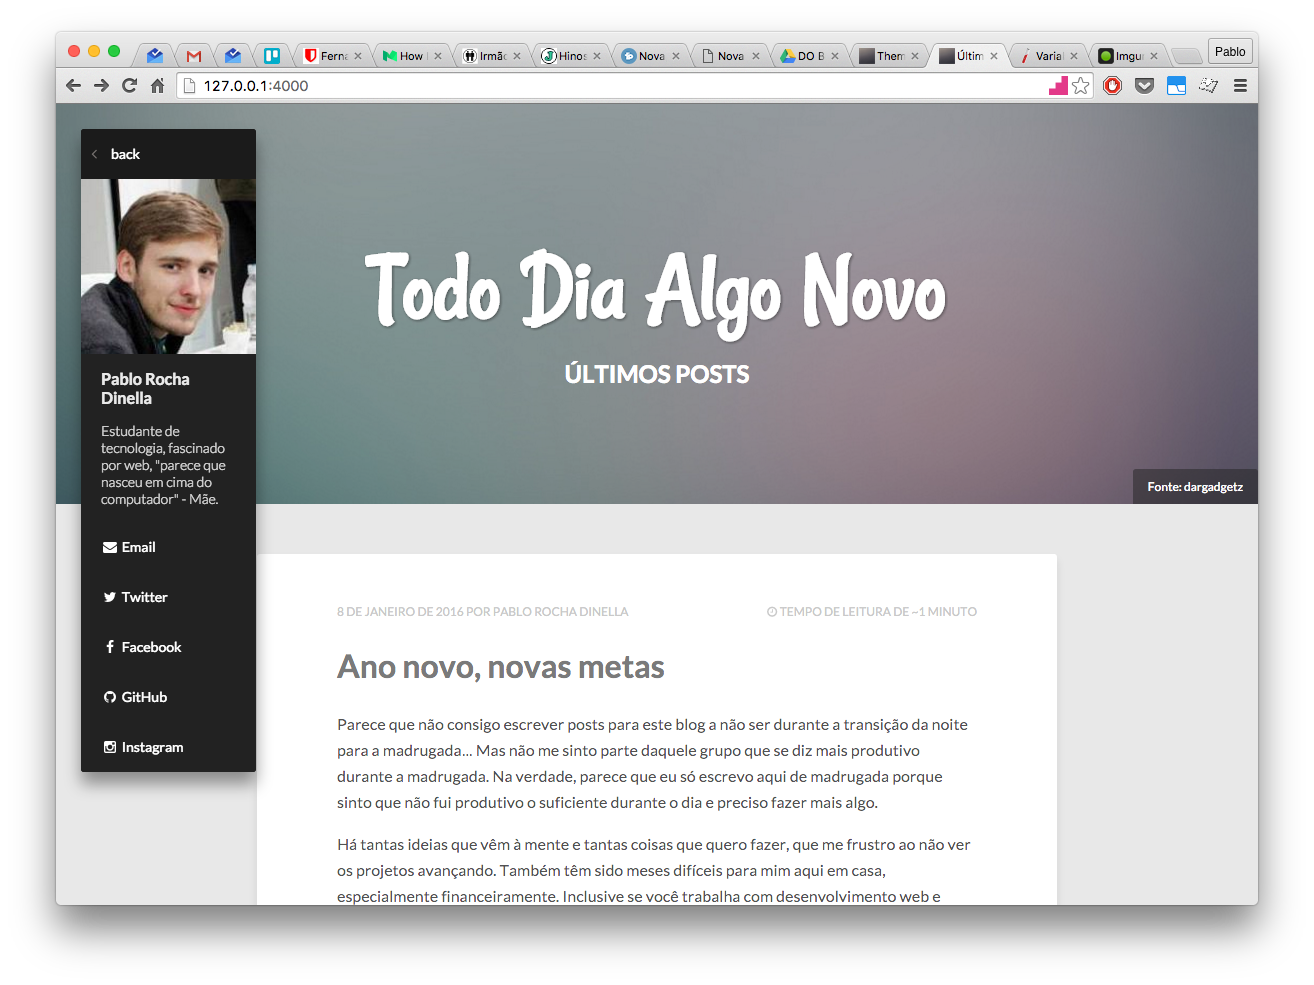 Ferna
How
Irmão
Hinos
Nova
Nova
DO B
Them
Últim
Varial
Imgur
Pablo
127.0.0.1:4000
back
Pablo Rocha
Dinella
Estudante de
tecnologia, fascinado
por web, "parece que
nasceu em cima do
computador" - Mãe.
Email
Twitter
Facebook
GitHub
Instagram
Todo Dia Algo Novo
ÚLTIMOS POSTS
Fonte: dargadgetz
8 DE JANEIRO DE 2016 POR PABLO ROCHA DINELLA
TEMPO DE LEITURA DE ~1 MINUTO
Ano novo, novas metas
Parece que não consigo escrever posts para este blog a não ser durante a transição da noite
para a madrugada... Mas não me sinto parte daquele grupo que se diz mais produtivo
durante a madrugada. Na verdade, parece que eu só escrevo aqui de madrugada porque
sinto que não fui produtivo o suficiente durante o dia e preciso fazer mais algo.
Há tantas ideias que vêm à mente e tantas coisas que quero fazer, que me frustro ao não ver
os projetos avançando. Também têm sido meses difíceis para mim aqui em casa,
especialmente financeiramente. Inclusive se você trabalha com desenvolvimento web e